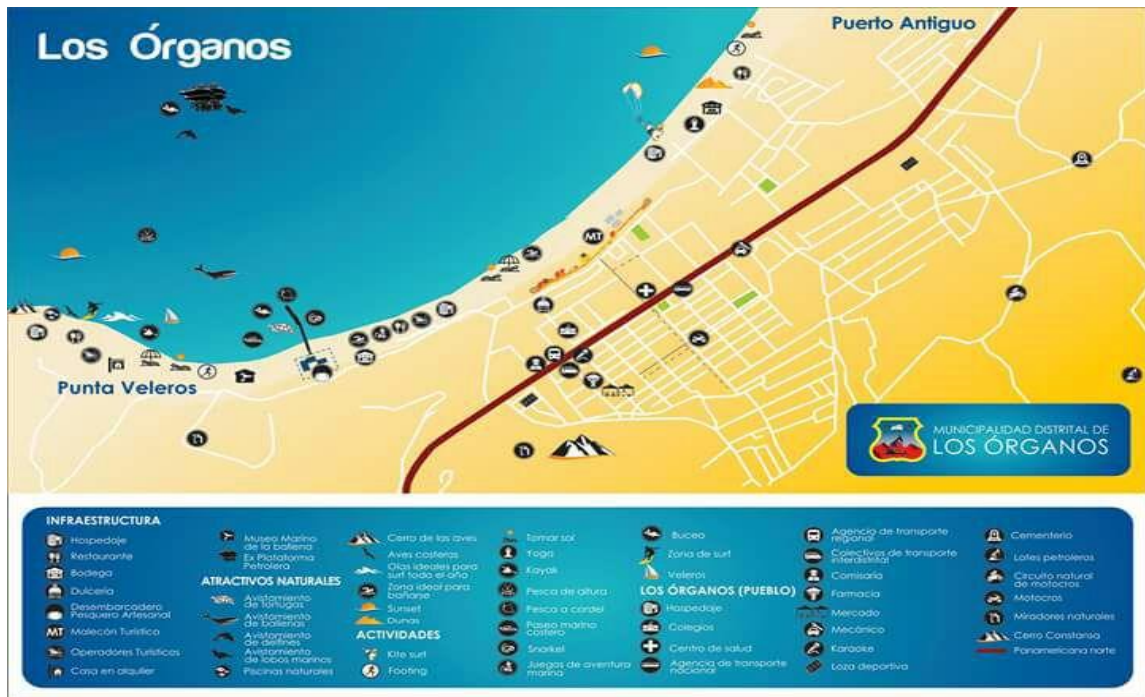 Los Órganos
Puerto Antiguo
MT
Punta Veleros
MUNICIPALIDAD DISTRITAL DE
LOS ÓRGANOS
INFRAESTRUCTURA
Hospedaje
Restaurante
Bodega
Dulcería
Desembarcadero
Pesquero Artesanal
MT Malecón Turístico
Operadores Turísticos
Casa en alquiler
Museo Marino
de la ballena
Ex Plataforma
Petrolera
ATRACTIVOS NATURALES
Avistamiento
de tortugas
Avistamiento
de ballenas
Avistamiento
de delfines
Avistamiento
de lobos marinos
Piscinas naturales
Cerro de las aves
Aves costeras
Olas ideales para
surf todo el año
Zona ideal para
bañarse
Sunset
Dunas
ACTIVIDADES
Kite surf
Footing
Tomar sol
Yoga
Kayak
Pesca de altura
Pesca a cordel
Paseo marino
costero
Snorkel
Juegos de aventura
marina
Buceo
Zona de surf
Veleros
LOS ÓRGANOS (PUEBLO)
Hospedaje
Colegios
Centro de salud
Agencia de transporte
nacional
Agencia de transporte
regional
Colectivos de transporte
interdistrital
Comisaría
Farmacia
Mercado
Mecánico
Karaoke
Loza deportiva
Cementerio
Lotes petroleros
Circuito natural
de motocros
Motocros
Miradores naturales
Cerro Constansa
Panamericana norte